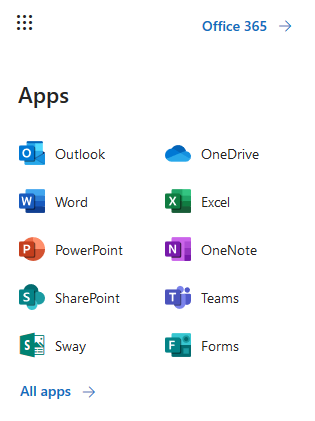 Office 365
Apps
Outlook
OneDrive
Word
Excel
PowerPoint
OneNote
SharePoint
Teams
Sway
Forms
All apps